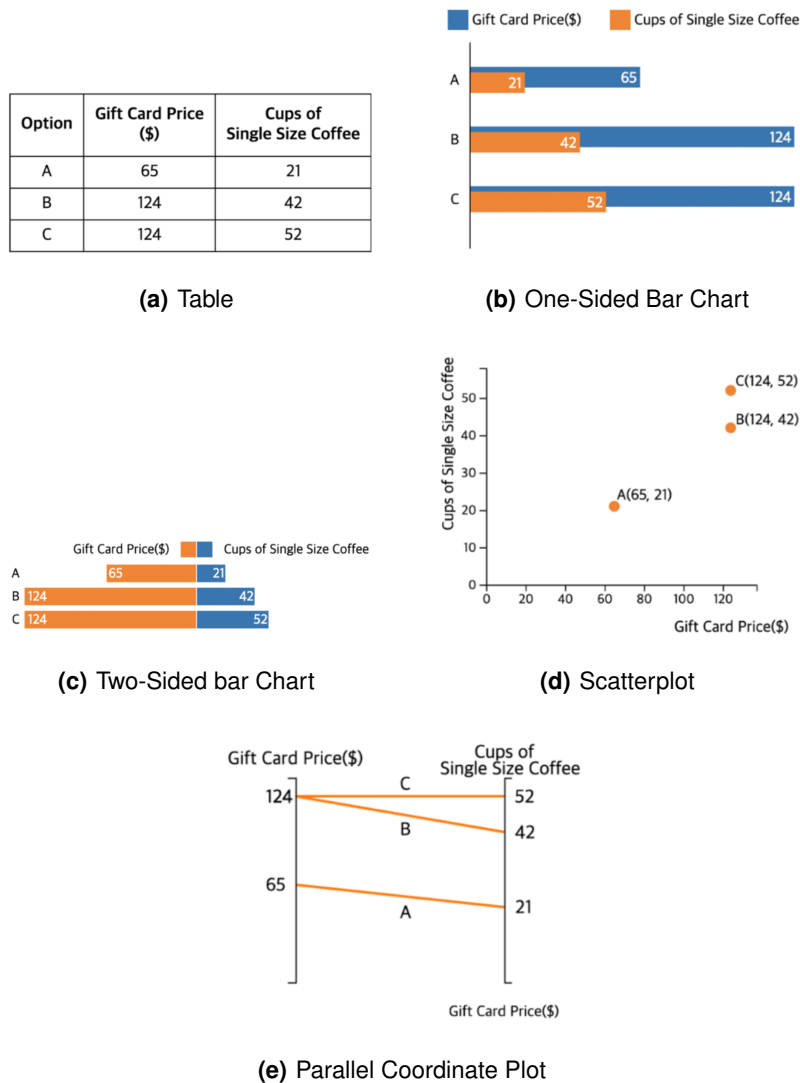 Option Gift Card Price ($) Cups of Single Size Coffee
A 65 21
B 124 42
C 124 52
(a) Table
Gift Card Price($) Cups of Single Size Coffee
A 21 65
B 42 124
C 52 124
(b) One-Sided Bar Chart
Gift Card Price($) Cups of Single Size Coffee
A 65 21
B 124 42
C 124 52
(c) Two-Sided bar Chart
Cups of Single Size Coffee
50
40
30
20
10
0
C(124, 52)
B(124, 42)
A(65, 21)
0 20 40 60 80 100 120
Gift Card Price($)
(d) Scatterplot
Gift Card Price($)
Cups of
Single Size Coffee
124 C 52
B 42
65 A 21
Gift Card Price($)
(e) Parallel Coordinate Plot